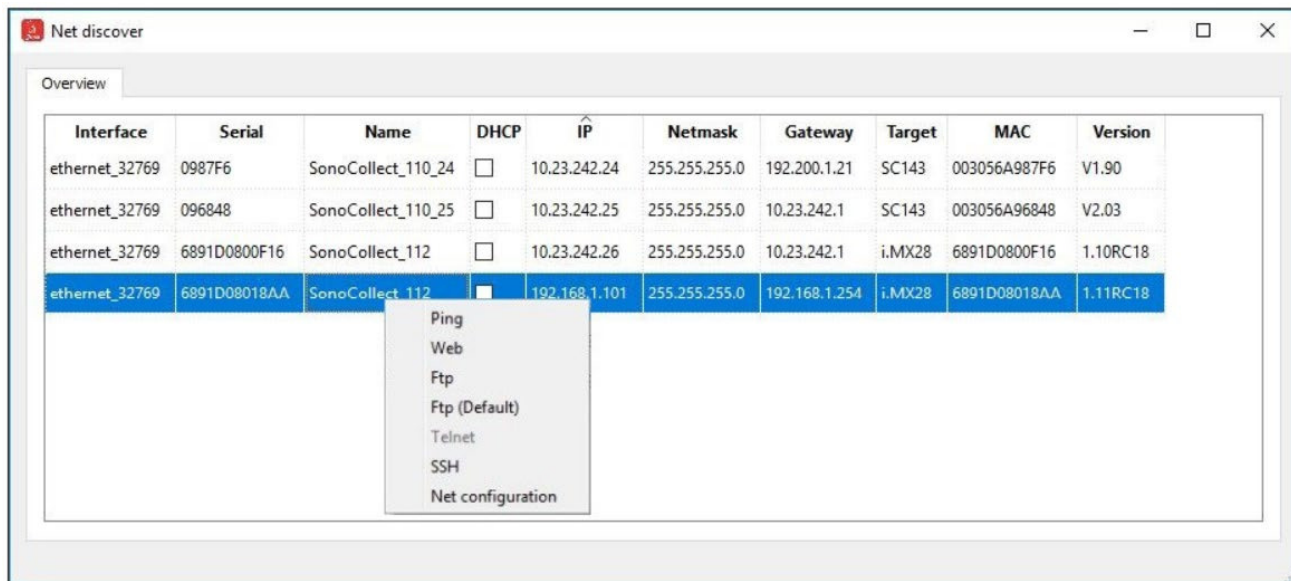 Net discover
Overview
Interface Serial Name DHCP IP Netmask Gateway Target MAC Version
ethernet_32769 0987F6 SonoCollect_110_24 10.23.242.24 255.255.255.0 192.200.1.21 SC143 003056A987F6 V1.90
ethernet_32769 096848 SonoCollect_110_25 10.23.242.25 255.255.255.0 10.23.242.1 SC143 003056A96848 V2.03
ethernet_32769 6891D0800F16 SonoCollect_112 10.23.242.26 255.255.255.0 10.23.242.1 i.MX28 6891D0800F16 1.10RC18
ethernet_32769 6891D08018AA SonoCollect_112 192.168.1.101 255.255.255.0 192.168.1.254 i.MX28 6891D08018AA 1.11RC18
Ping
Web
Ftp
Ftp (Default)
Telnet
SSH
Net configuration